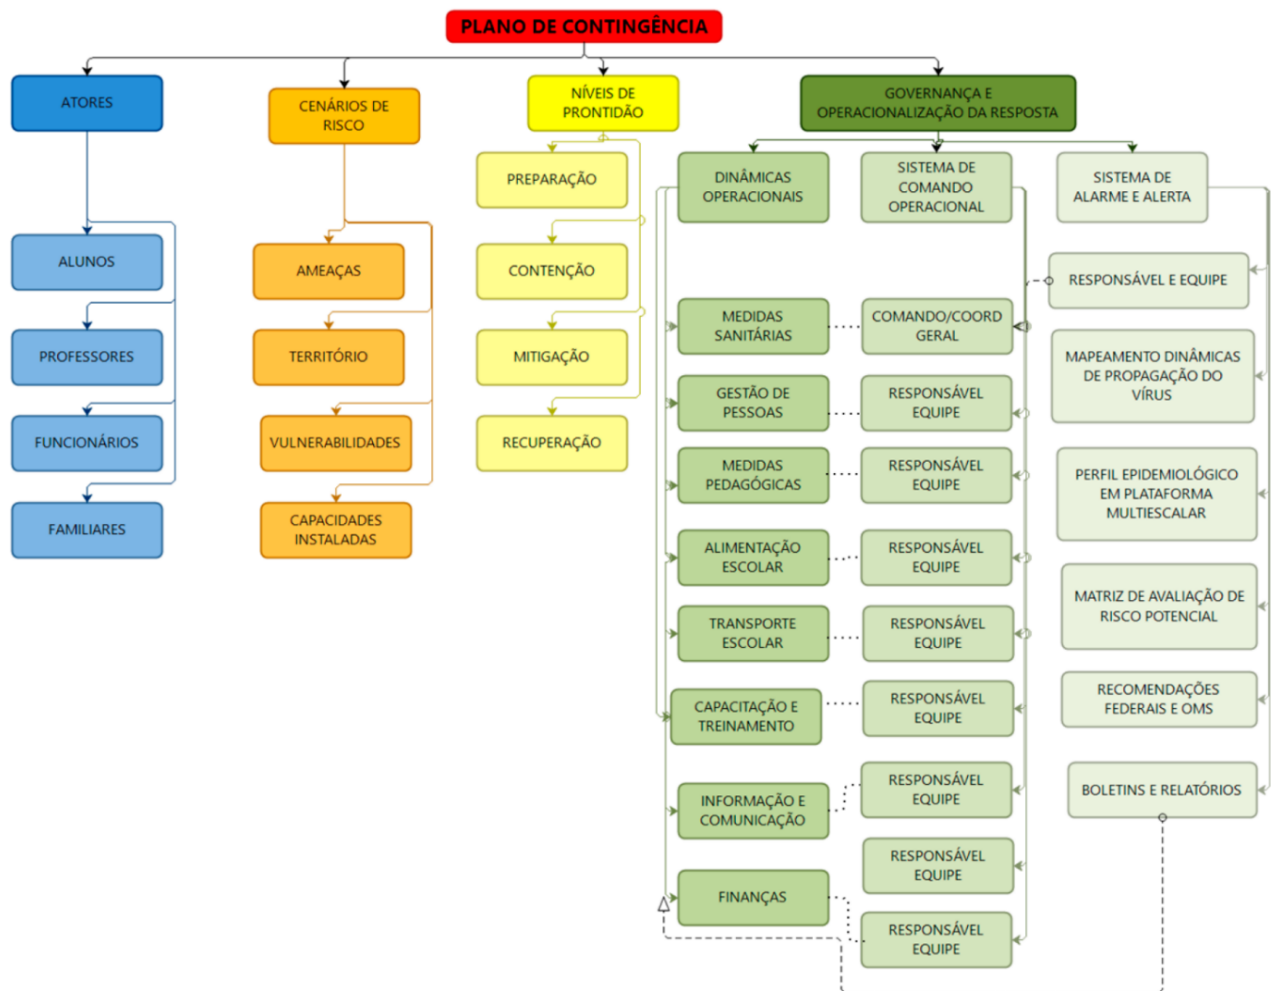 PLANO DE CONTINGÊNCIA
ATORES
ALUNOS
PROFESSORES
FUNCIONÁRIOS
FAMILIARES
CENÁRIOS DE
RISCO
AMEAÇAS
TERRITÓRIO
VULNERABILIDADES
CAPACIDADES
INSTALADAS
NÍVEIS DE
PRONTIDÃO
PREPARAÇÃO
CONTENÇÃO
MITIGAÇÃO
RECUPERAÇÃO
GOVERNANÇA E
OPERACIONALIZAÇÃO DA RESPOSTA
DINÂMICAS
OPERACIONAIS
MEDIDAS
SANITÁRIAS
GESTÃO DE
PESSOAS
MEDIDAS
PEDAGÓGICAS
ALIMENTAÇÃO
ESCOLAR
TRANSPORTE
ESCOLAR
CAPACITAÇÃO E
TREINAMENTO
INFORMAÇÃO E
COMUNICAÇÃO
FINANÇAS
SISTEMA DE
COMANDO
OPERACIONAL
COMANDO/COORD
GERAL
RESPONSÁVEL
EQUIPE
RESPONSÁVEL
EQUIPE
RESPONSÁVEL
EQUIPE
RESPONSÁVEL
EQUIPE
RESPONSÁVEL
EQUIPE
RESPONSÁVEL
EQUIPE
RESPONSÁVEL
EQUIPE
RESPONSÁVEL
EQUIPE
SISTEMA DE
ALARME E ALERTA
RESPONSÁVEL E EQUIPE
MAPEAMENTO DINÂMICAS
DE PROPAGAÇÃO DO
VÍRUS
PERFIL EPIDEMIOLÓGICO
EM PLATAFORMA
MULTIESCALAR
MATRIZ DE AVALIAÇÃO DE
RISCO POTENCIAL
RECOMENDAÇÕES
FEDERAIS E OMS
BOLETINS E RELATÓRIOS